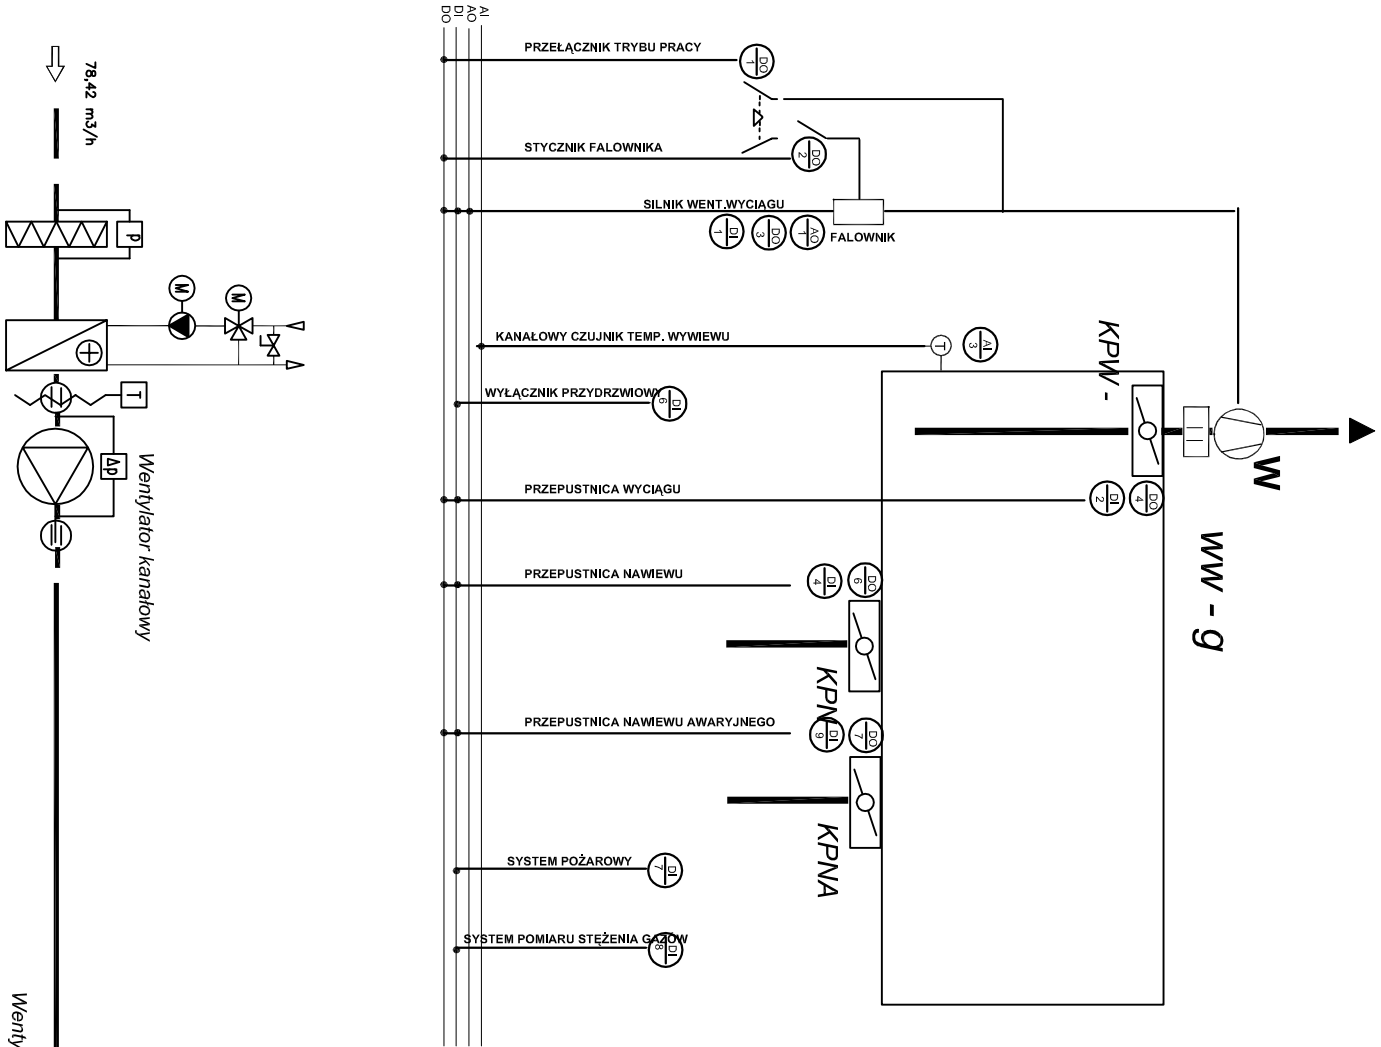 AI
AO
DI
DO
PRZEŁĄCZNIK TRYBU PRACY
DO
1
78,42 m3/h
STYCZNIK FALOWNIKA
DO
2
SILNIK WENT.WYCIĄGU
DI
1
DO
3
AO
1
FALOWNIK
p
M
M
KANAŁOWY CZUJNIK TEMP. WYWIEWU
T
AI
3
KPW -
WYŁĄCZNIK PRZYDRZWIOWY
DI
6
T
W
Δp
Wentylator kanałowy
PRZEPUSTNICA WYCIĄGU
DI
2
DO
4
ww - g
PRZEPUSTNICA NAWIEWU
DI
4
DO
6
KPN
PRZEPUSTNICA NAWIEWU AWARYJNEGO
DI
9
DO
7
KPNA
SYSTEM POŻAROWY
DI
7
SYSTEM POMIARU STĘŻENIA GAZÓW
DI
8
Wenty